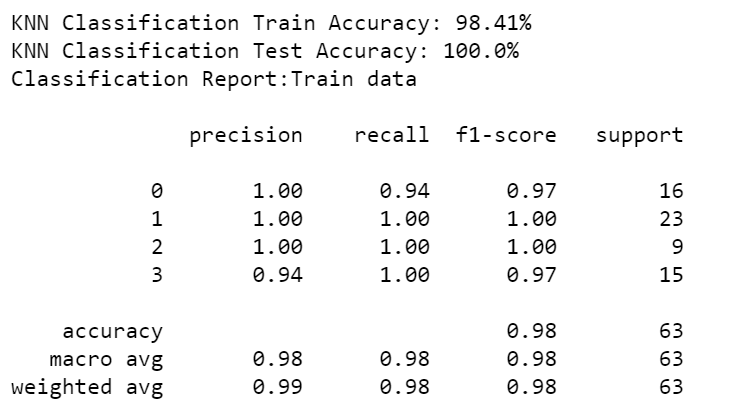 KNN Classification Train Accuracy: 98.41%
KNN Classification Test Accuracy: 100.0%
Classification Report:Train data
precision recall f1-score support
0 1.00 0.94 0.97 16
1 1.00 1.00 1.00 23
2 1.00 1.00 1.00 9
3 0.94 1.00 0.97 15
accuracy 0.98 63
macro avg 0.98 0.98 0.98 63
weighted avg 0.99 0.98 0.98 63